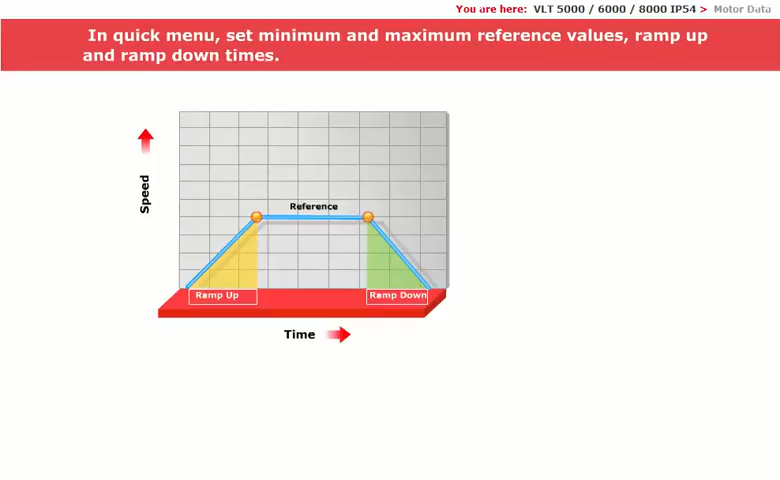 You are here: VLT 5000 / 6000 / 8000 IP54 > Motor Data
In quick menu, set minimum and maximum reference values, ramp up
and ramp down times.
Speed
Reference
Ramp Up
Ramp Down
Time